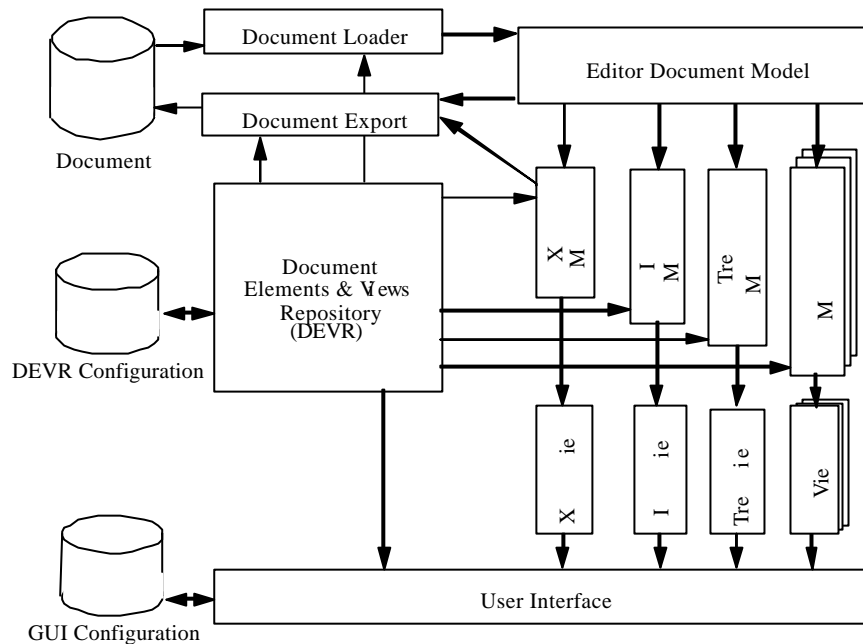 Document Loader
Editor Document Model
Document Export
Document
X
M
I
M
Tre
M
M
Document
Elements & Views
Repository
(DEVR)
DEVR Configuration
X ie
I ie
Tre ie
Vie
User Interface
GUI Configuration